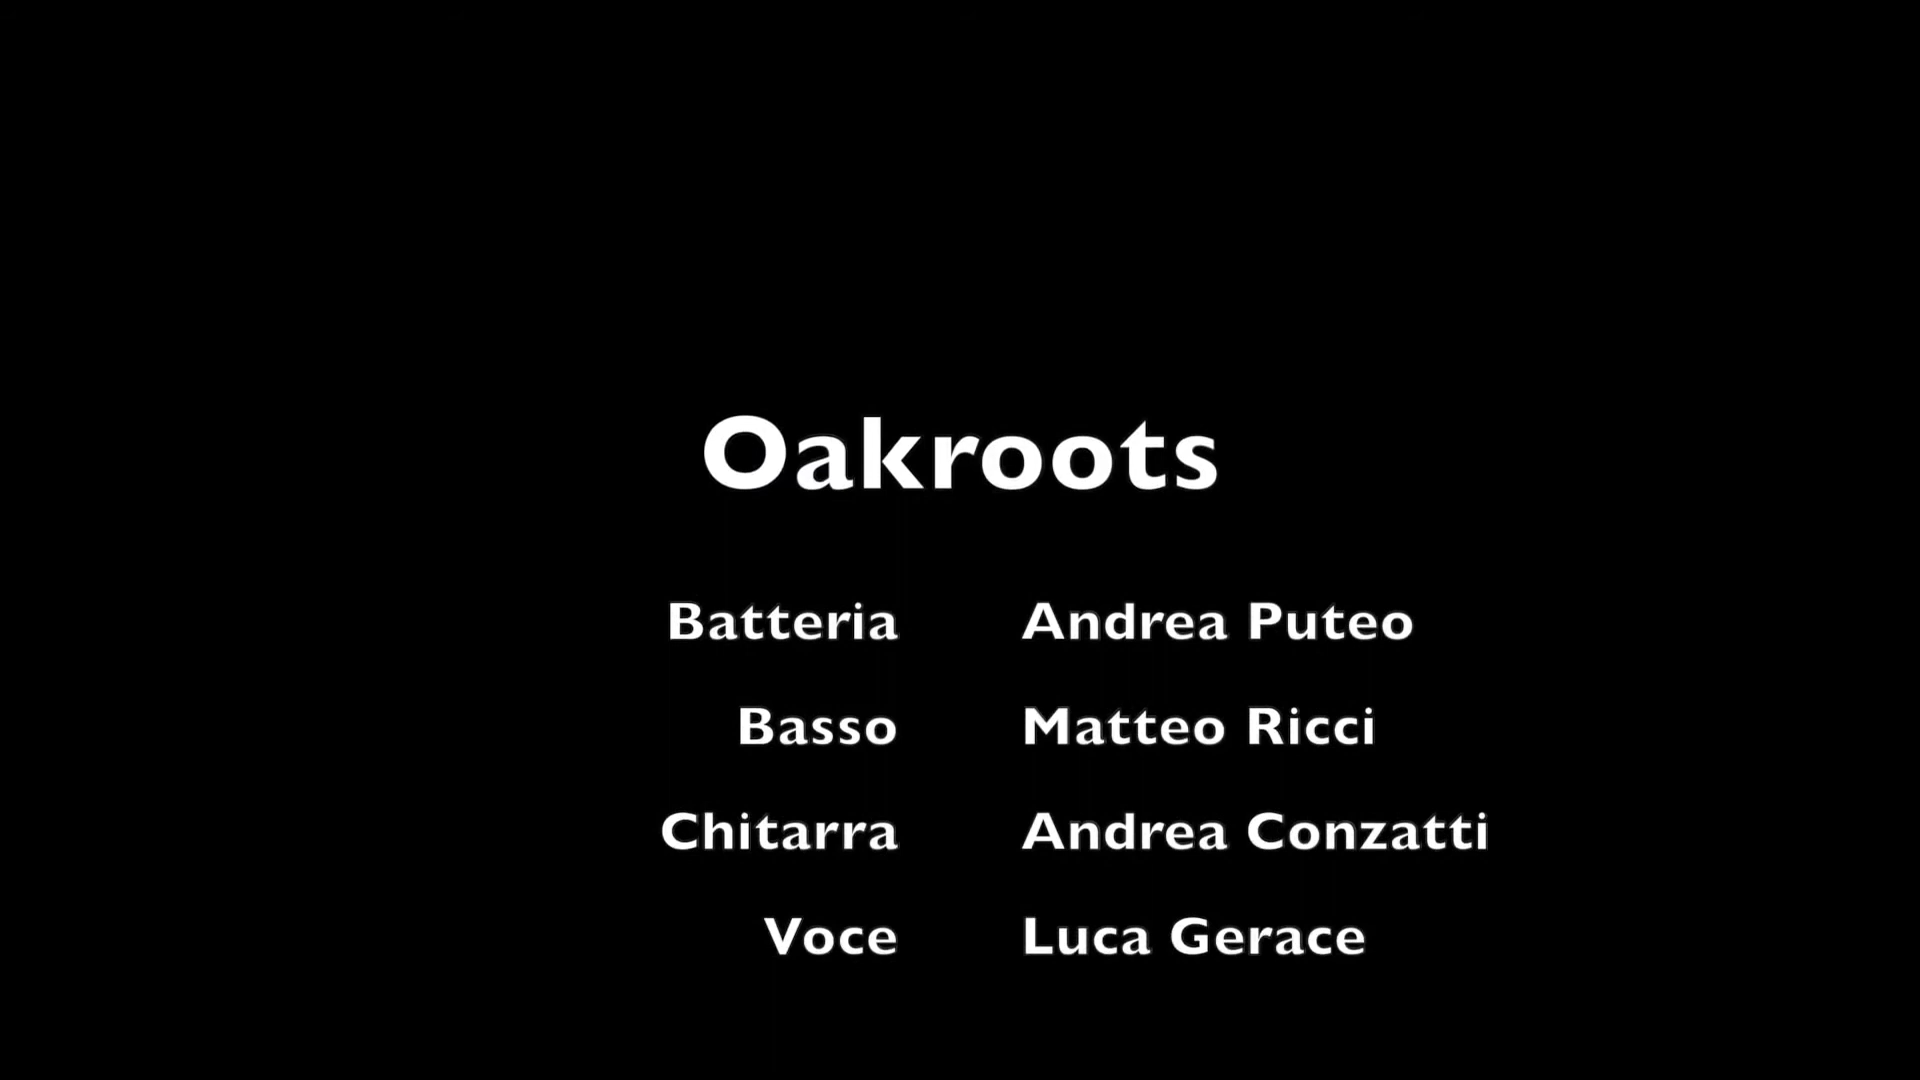 Oakroots
Batteria Andrea Puteo
Basso Matteo Ricci
Chitarra Andrea Conzatti
Voce Luca Gerace